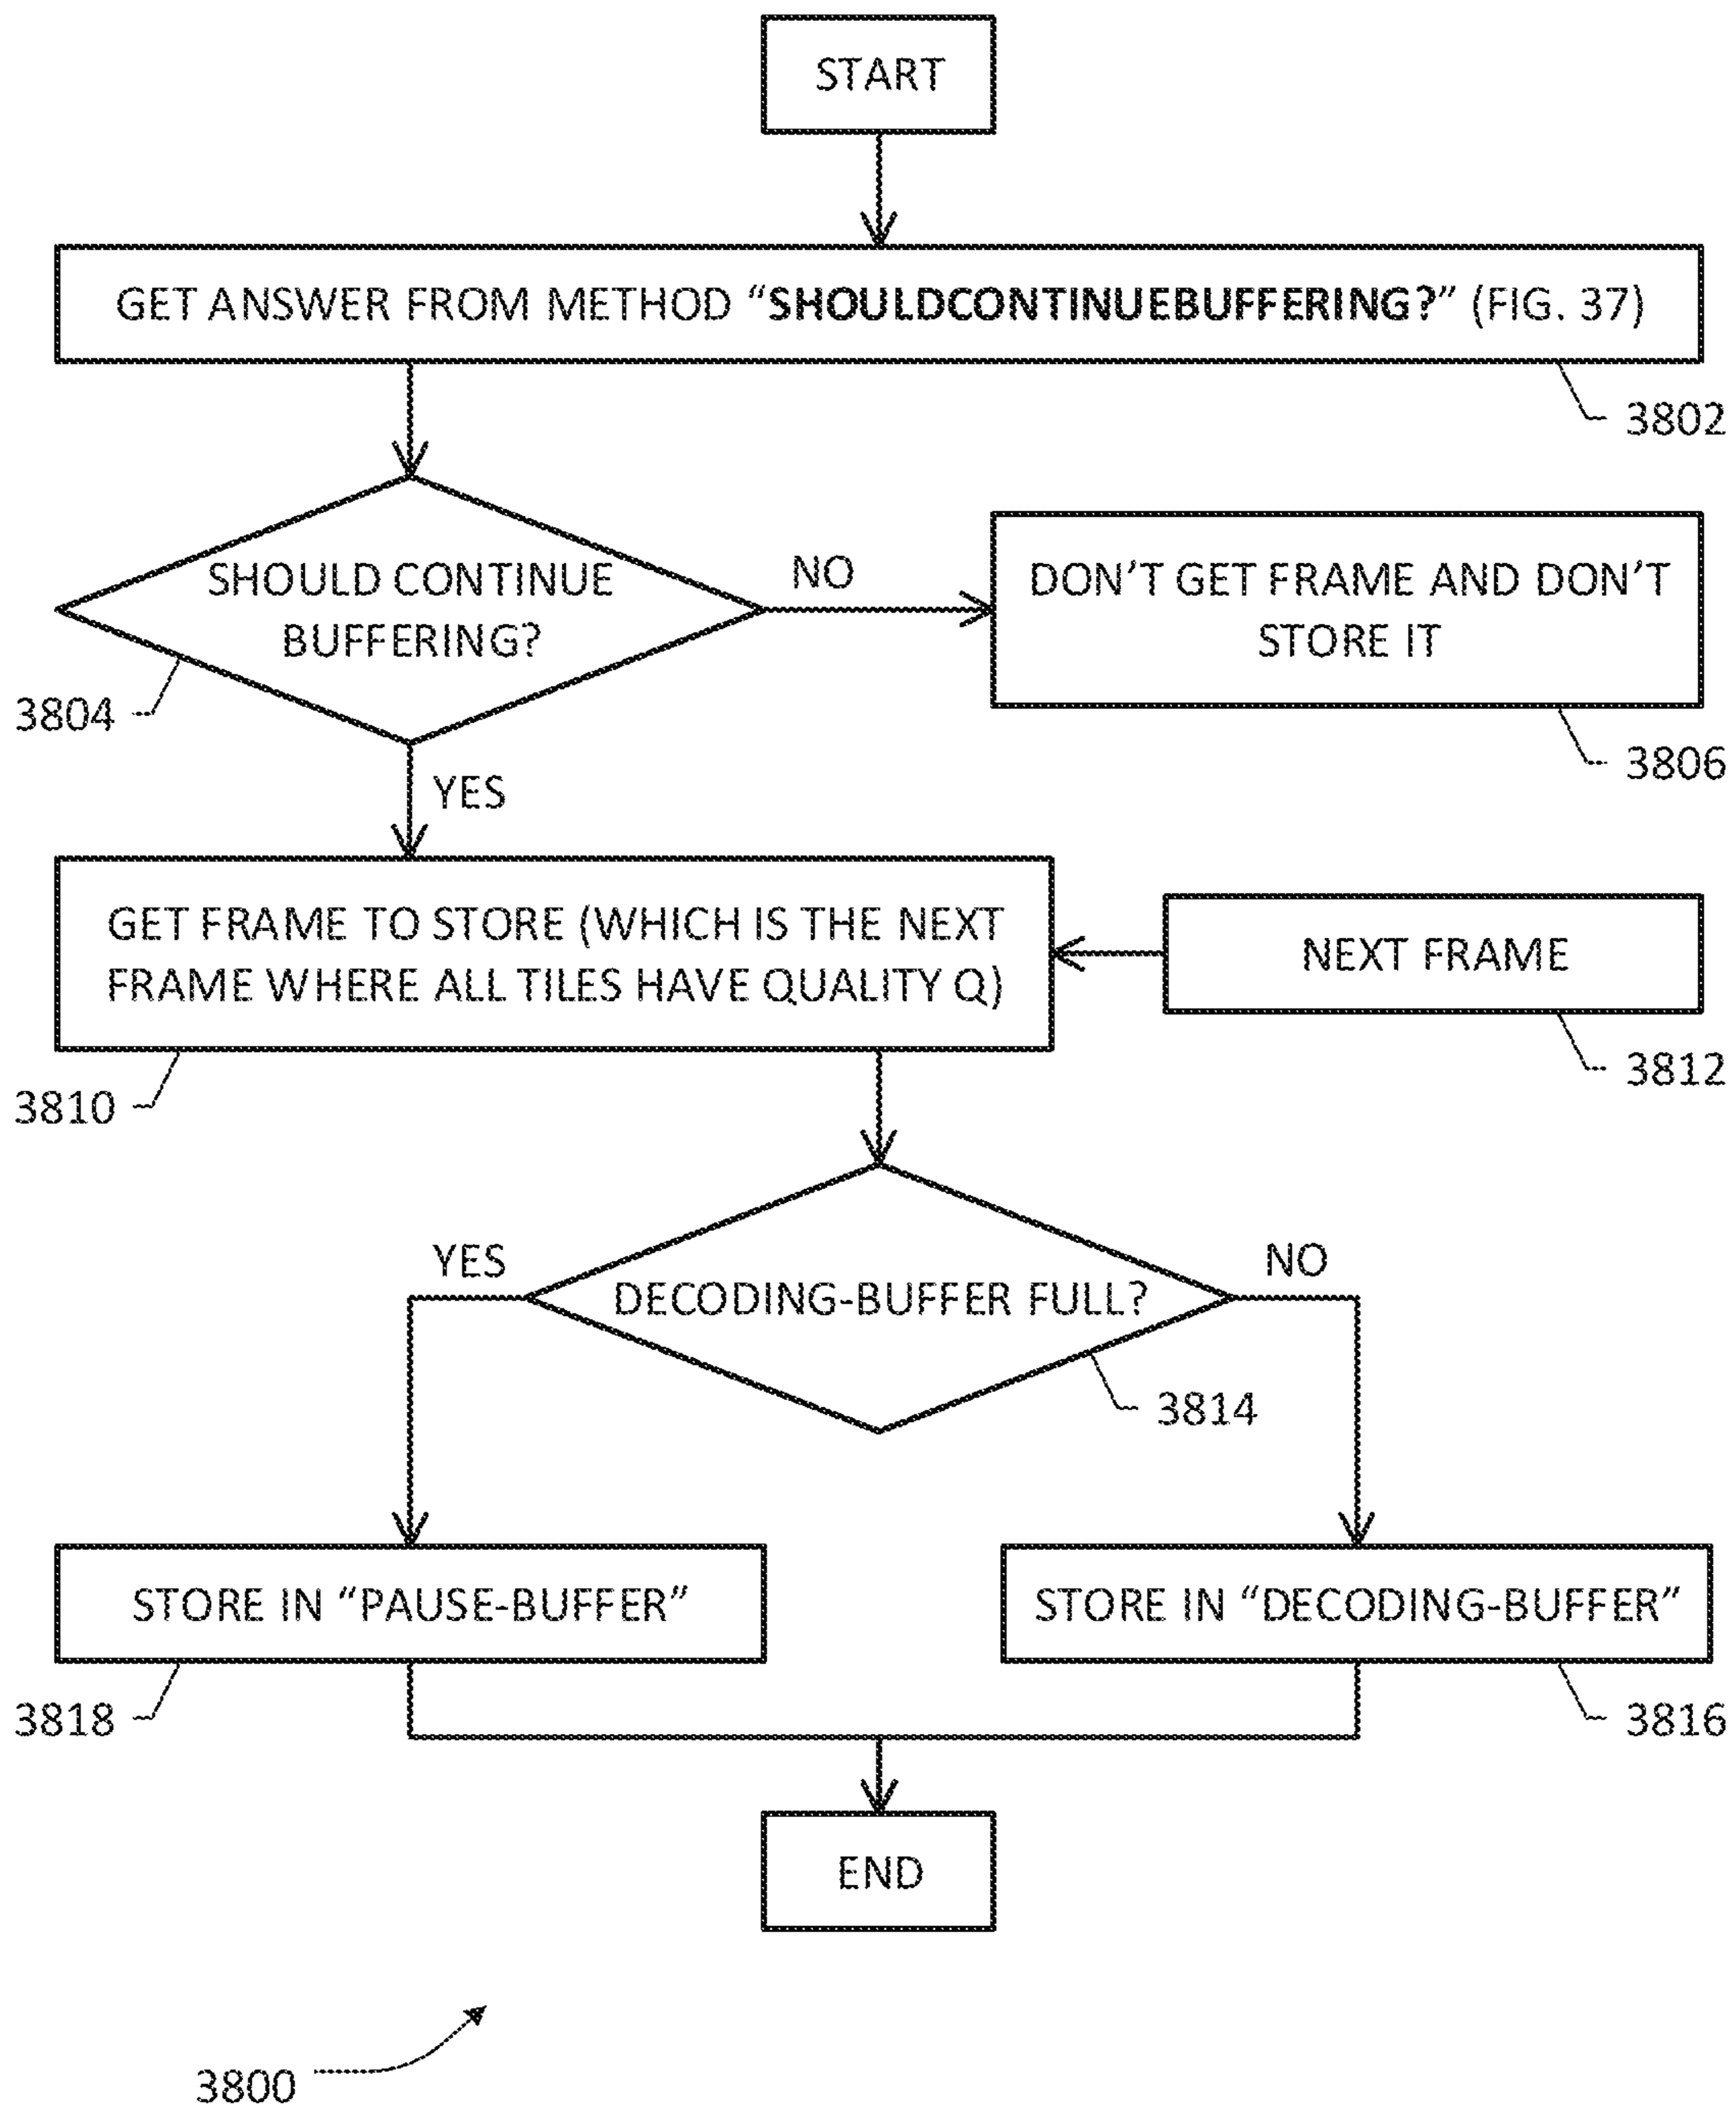 START
GET ANSWER FROM METHOD “SHOULDCONTINUEBUFFERING?” (FIG. 37)
3802
SHOULD CONTINUE
BUFFERING?
NO
DON’T GET FRAME AND DON’T
STORE IT
3804
3806
YES
GET FRAME TO STORE (WHICH IS THE NEXT
FRAME WHERE ALL TILES HAVE QUALITY Q)
NEXT FRAME
3810
3812
YES
NO
DECODING-BUFFER FULL?
3814
STORE IN “PAUSE-BUFFER”
STORE IN “DECODING-BUFFER”
3818
3816
END
3800